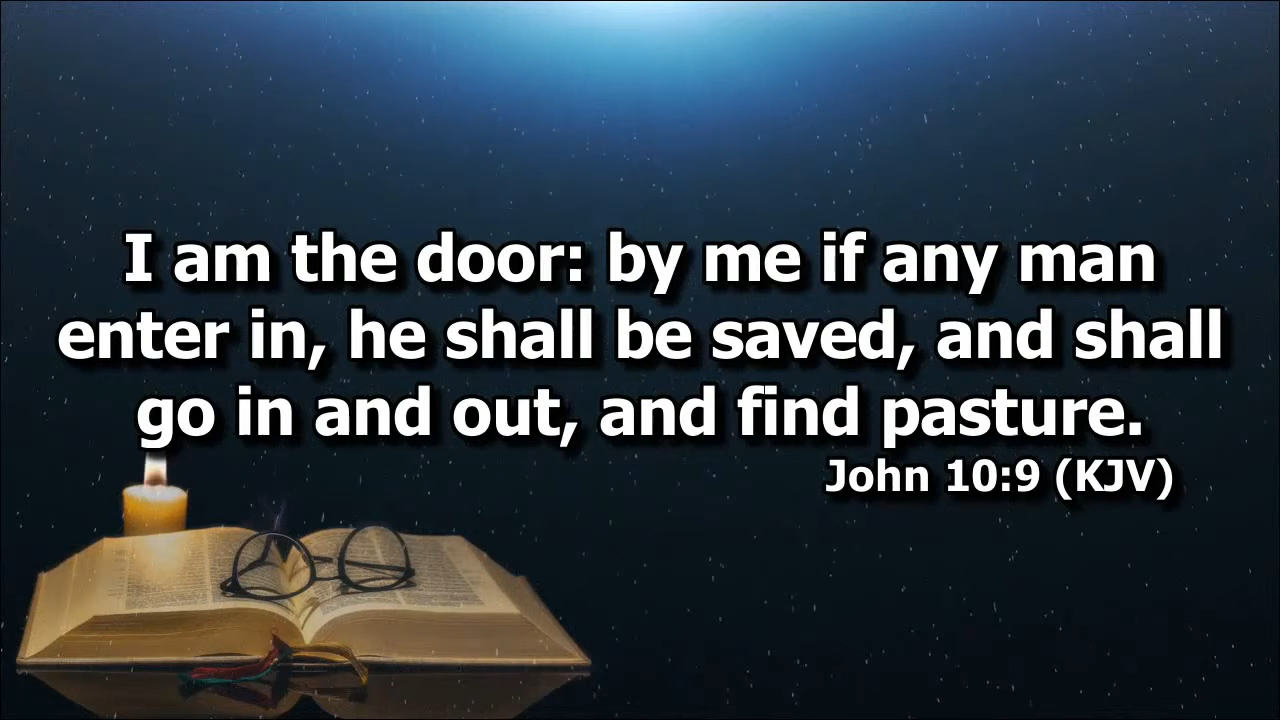 I am the door: by me if any man
enter in, he shall be saved, and shall
go in and out, and find pasture.
John 10:9 (KJV)